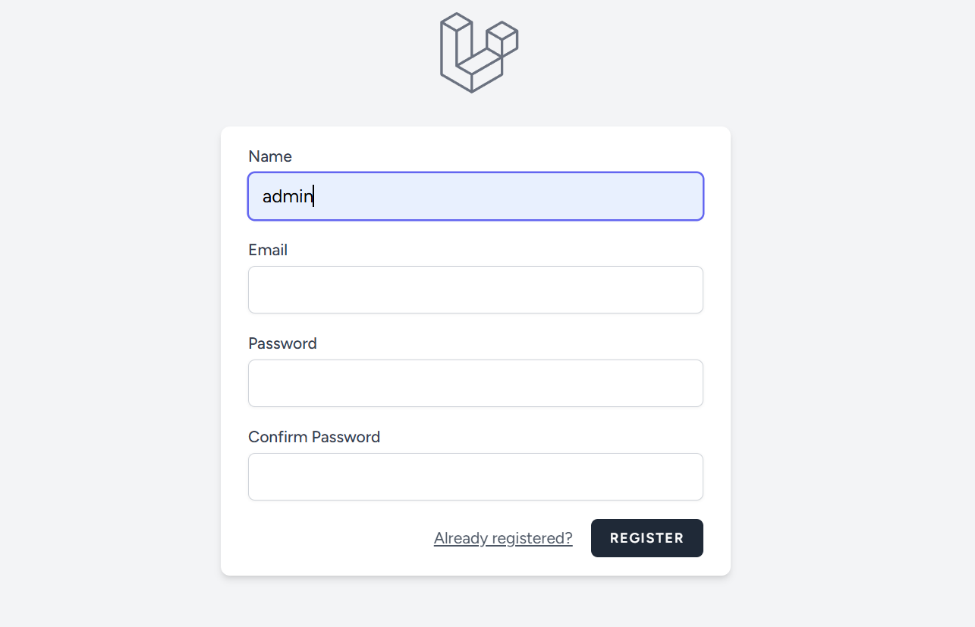 Name
admin
Email
Password
Confirm Password
Already registered? REGISTER